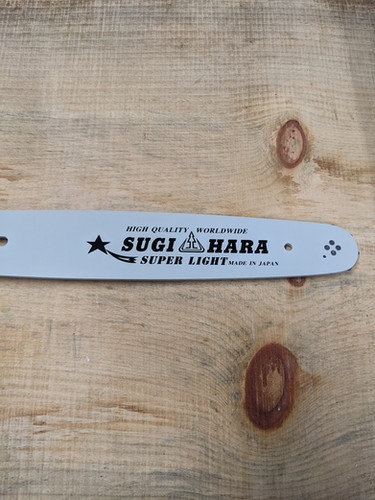 HIGH QUALITY WORLDWIDE
SUGI HARA
SUPER LIGHT MADE IN JAPAN